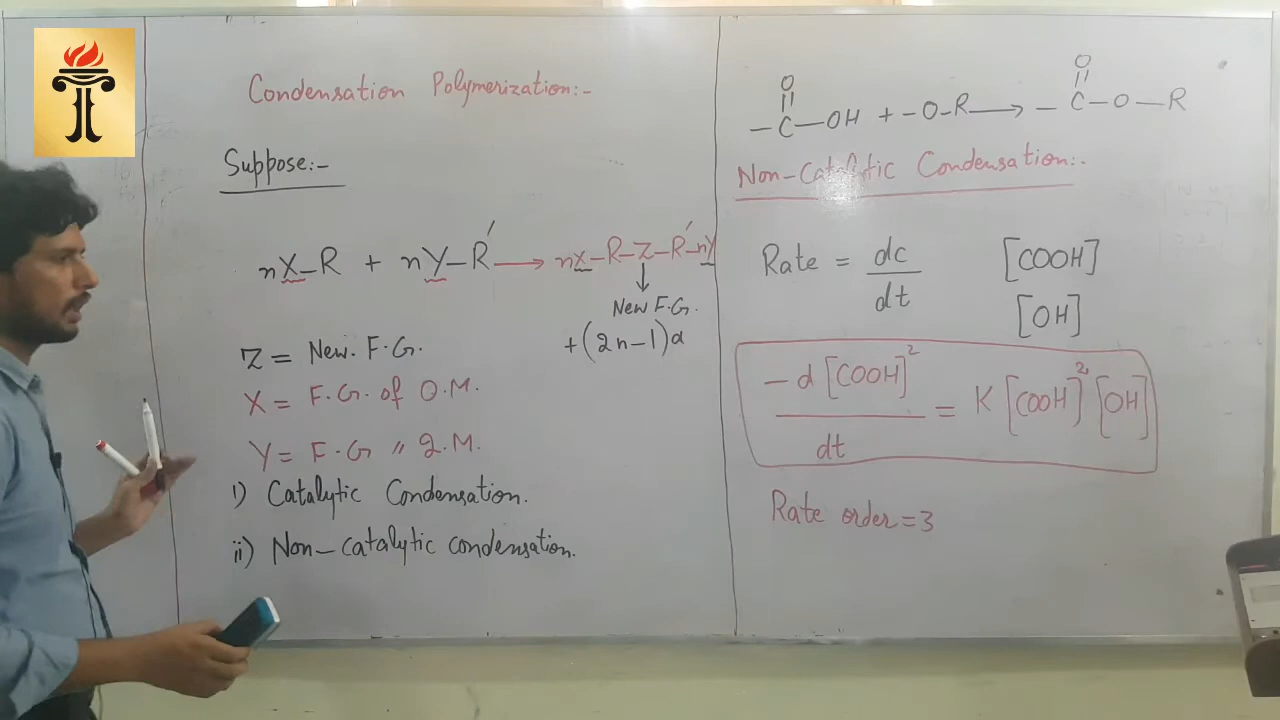 Condensation Polymerization:-
Suppose:-
nX–R + nY–R′ ⟶ nX–R–Z–R′–nY
↓
New F.G.
+(2n–1)a
Z = New. F.G.
X = F.G. of O.M.
Y = F.G 〃 2.M.
i) Catalytic Condensation.
ii) Non–catalytic condensation.
O
||
–C–OH + –O–R ⟶ –C–O–R
O
||
Non–Catalytic Condensation:-
Rate = dc/dt
[COOH]
[OH]
–d[COOH]²/dt = K[COOH]²[OH]
Rate order=3